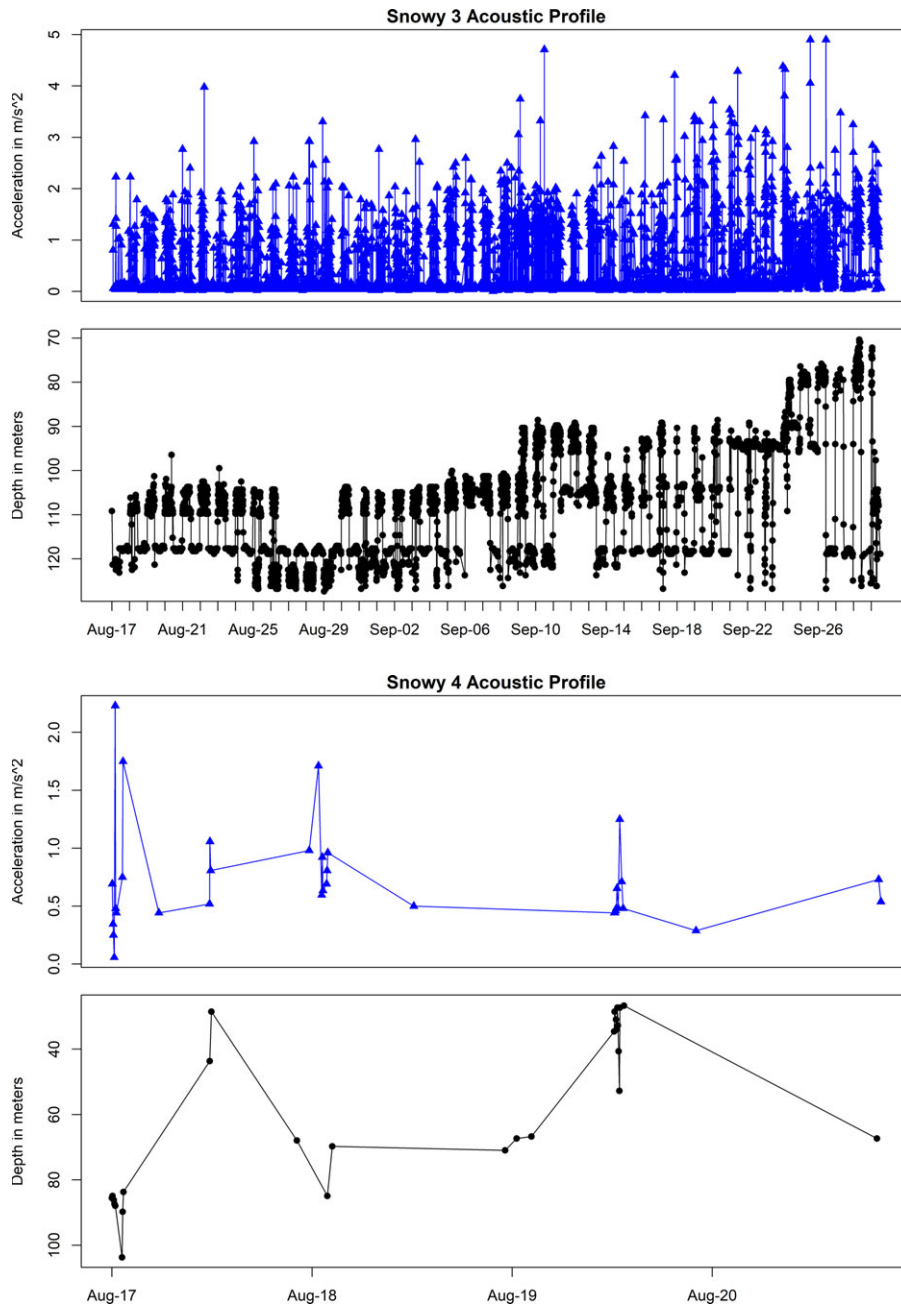 Snowy 3 Acoustic Profile
Acceleration in m/s^2
5
4
3
2
1
0
Depth in meters
70
80
90
100
110
120
Aug-17 Aug-21 Aug-25 Aug-29 Sep-02 Sep-06 Sep-10 Sep-14 Sep-18 Sep-22 Sep-26
Snowy 4 Acoustic Profile
Acceleration in m/s^2
2.0
1.5
1.0
0.5
0.0
Depth in meters
40
60
80
100
Aug-17 Aug-18 Aug-19 Aug-20